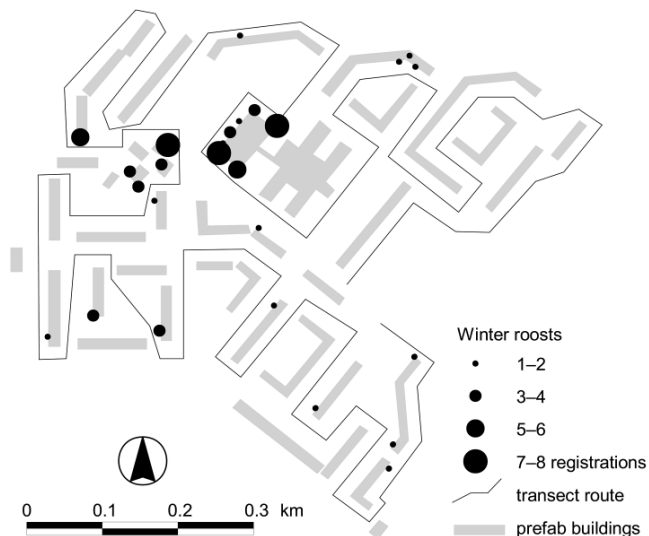 Winter roosts
1–2
3–4
5–6
7–8 registrations
transect route
prefab buildings
0 0.1 0.2 0.3 km